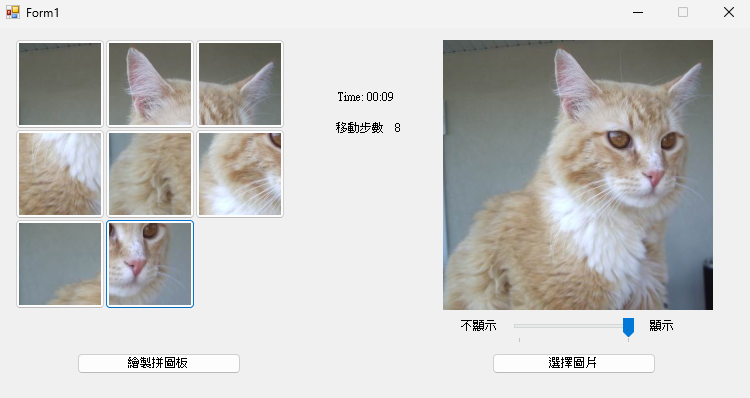 Form1
Time: 00:09
移動步數 8
不顯示
顯示
繪製拼圖板
選擇圖片